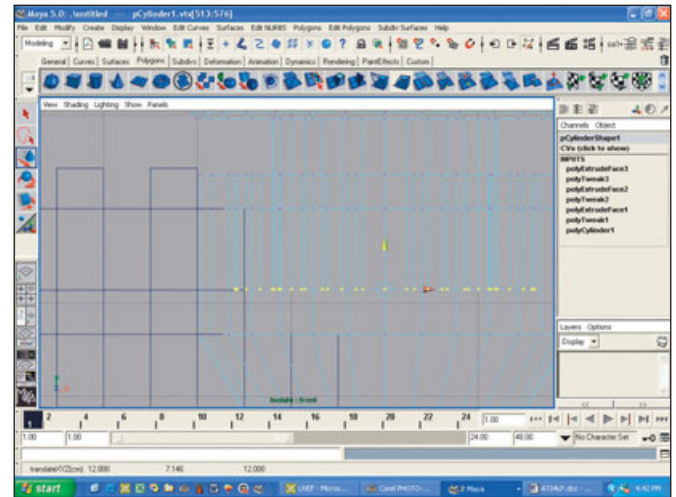 Maya 5.0: .\untitled --- pCylinder1.vtx[513:576]
File Edit Modify Create Display Window Edit Curves Surfaces Edit NURBS Polygons Edit Polygons Subdiv Surfaces Help
Modeling
General Curves Surfaces Polygons Subdivs Deformation Animation Dynamics Rendering PaintEffects Custom
View Shading Lighting Show Panels
Channels Object
pCylinderShape1
CVs (click to show)
INPUTS
polyExtrudeFace3
polyTweak3
polyExtrudeFace2
polyTweak2
polyExtrudeFace1
polyTweak1
polyCylinder1
Layers Options
Display
Isolate : front
1 2 4 6 8 10 12 14 16 18 20 22 24 1.00
1.00 1.00 24.00 48.00 No Character Set
translateXYZ(cm) 12.000 7.146 12.000
start Corel PHOTO-... Maya 4:42 PM